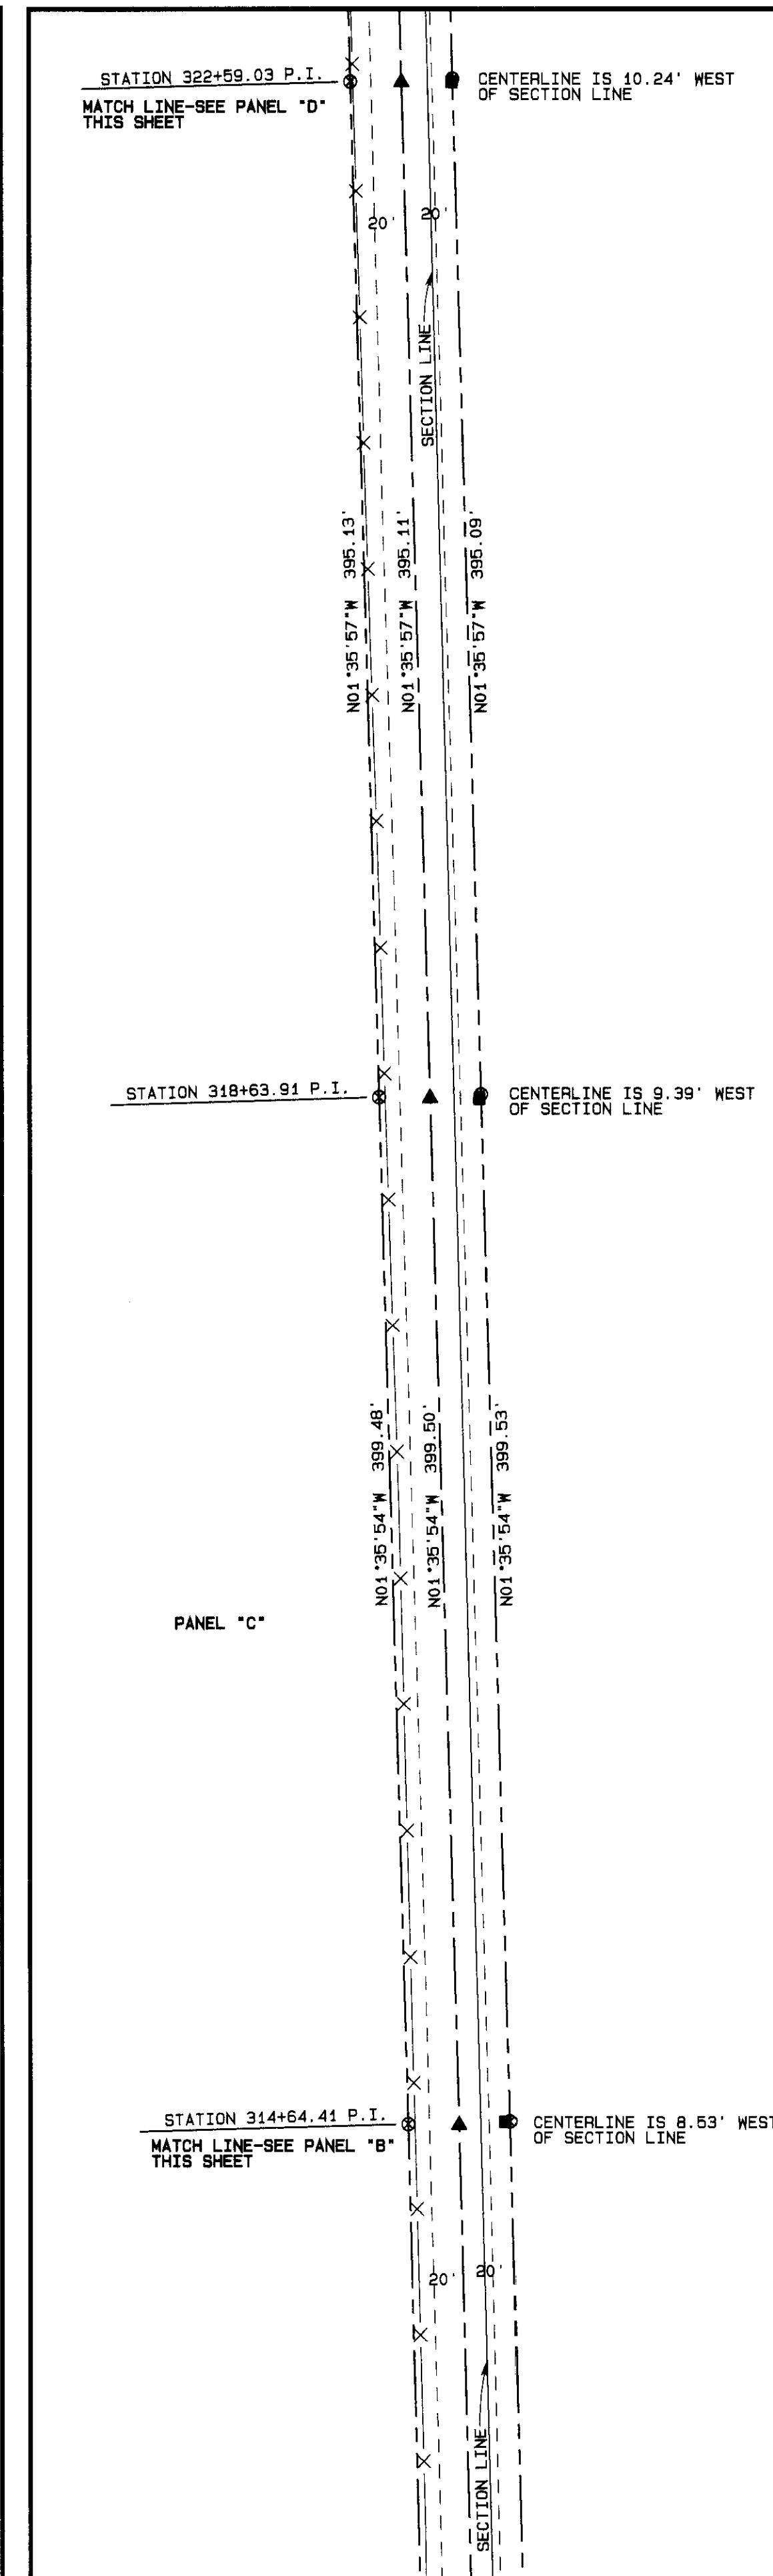 STATION 322+59.03 P.I.
CENTERLINE IS 10.24' WEST
OF SECTION LINE
MATCH LINE-SEE PANEL "D"
THIS SHEET
20'
20'
SECTION LINE
N01°35'57"W 395.13'
N01°35'57"W 395.11'
N01°35'57"W 395.09'
STATION 318+63.91 P.I.
CENTERLINE IS 9.39' WEST
OF SECTION LINE
N01°35'54"W 399.48'
N01°35'54"W 399.50'
N01°35'54"W 399.53'
PANEL "C"
STATION 314+64.41 P.I.
CENTERLINE IS 8.53' WEST
OF SECTION LINE
MATCH LINE-SEE PANEL "B"
THIS SHEET
20'
20'
SECTION LINE